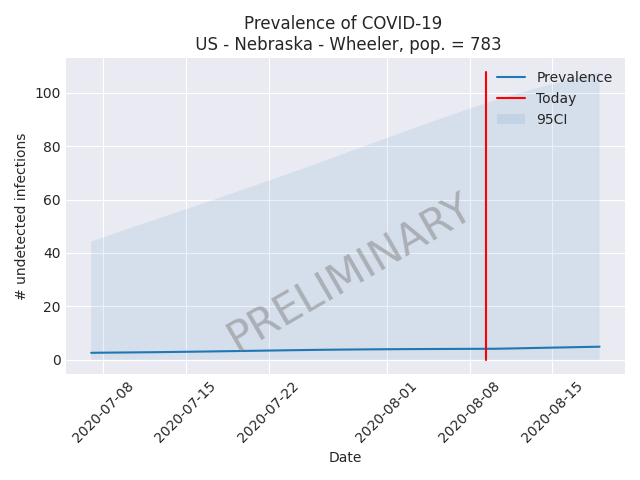 Prevalence of COVID-19
US - Nebraska - Wheeler, pop. = 783
Prevalence
Today
95CI
# undetected infections
100
80
60
40
20
0
PRELIMINARY
2020-07-08
2020-07-15
2020-07-22
2020-08-01
2020-08-08
2020-08-15
Date